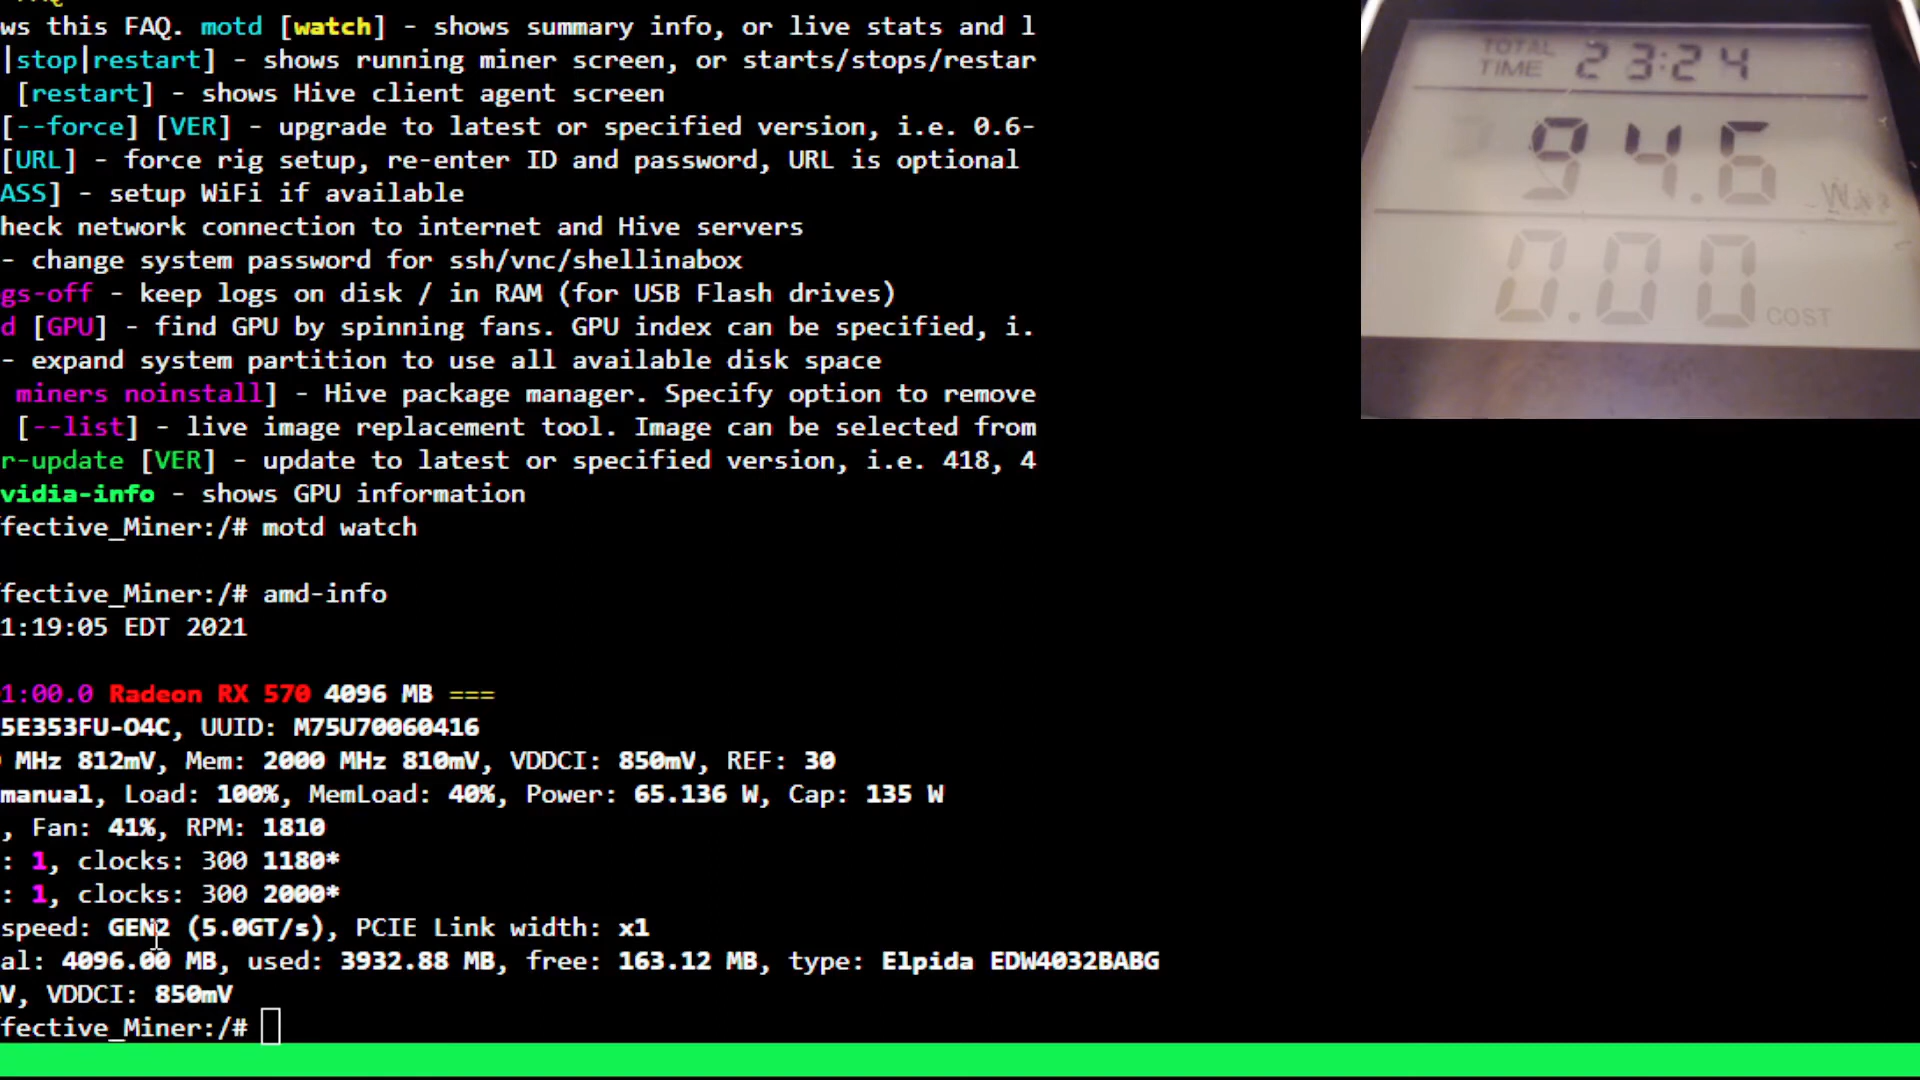 ws this FAQ. motd [watch] - shows summary info, or live stats and l
|stop|restart] - shows running miner screen, or starts/stops/restar
[restart] - shows Hive client agent screen
[--force] [VER] - upgrade to latest or specified version, i.e. 0.6-
[URL] - force rig setup, re-enter ID and password, URL is optional
ASS] - setup WiFi if available
heck network connection to internet and Hive servers
- change system password for ssh/vnc/shellinabox
gs-off - keep logs on disk / in RAM (for USB Flash drives)
d [GPU] - find GPU by spinning fans. GPU index can be specified, i.
- expand system partition to use all available disk space
miners noinstall] - Hive package manager. Specify option to remove
[--list] - live image replacement tool. Image can be selected from
r-update [VER] - update to latest or specified version, i.e. 418, 4
vidia-info - shows GPU information
ffective_Miner:/# motd watch
ffective_Miner:/# amd-info
1:19:05 EDT 2021
1:00.0 Radeon RX 570 4096 MB ===
5E353FU-O4C, UUID: M75U70060416
MHz 812mV, Mem: 2000 MHz 810mV, VDDCI: 850mV, REF: 30
manual, Load: 100%, MemLoad: 40%, Power: 65.136 W, Cap: 135 W
, Fan: 41%, RPM: 1810
: 1, clocks: 300 1180*
: 1, clocks: 300 2000*
speed: GEN2 (5.0GT/s), PCIE Link width: x1
al: 4096.00 MB, used: 3932.88 MB, free: 163.12 MB, type: Elpida EDW4032BABG
V, VDDCI: 850mV
ffective_Miner:/#
TOTAL TIME 23:24
94.6
0.00 COST